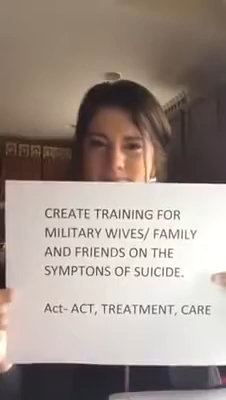 CREATE TRAINING FOR
MILITARY WIVES/ FAMILY
AND FRIENDS ON THE
SYMPTONS OF SUICIDE.
Act- ACT, TREATMENT, CARE